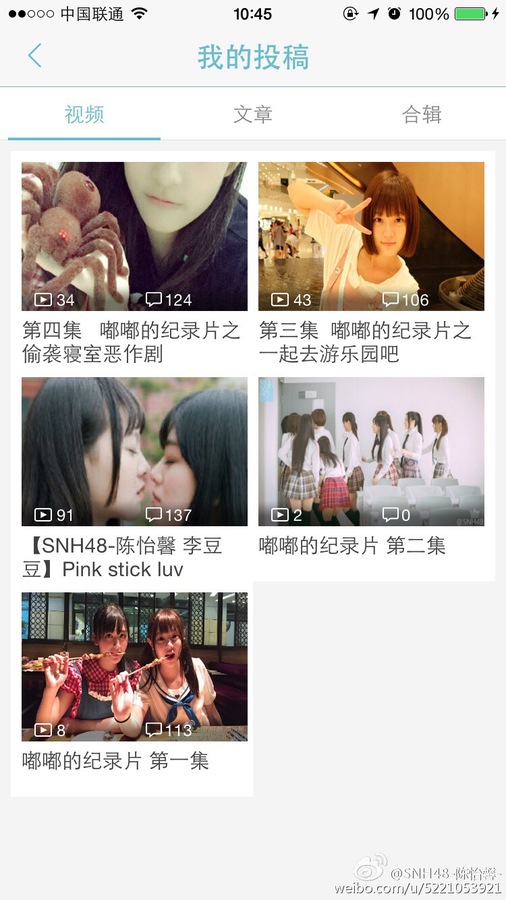 中国联通 10:45 100%
我的投稿
视频 文章 合辑
34 124
第四集 嘟嘟的纪录片之
偷袭寝室恶作剧
43 106
第三集 嘟嘟的纪录片之
一起去游乐园吧
91 137
【SNH48-陈怡馨 李豆
豆】Pink stick luv
2 0
@SNH48
嘟嘟的纪录片 第二集
8 113
嘟嘟的纪录片 第一集
@SNH48-陈怡馨-
weibo.com/u/5221053921